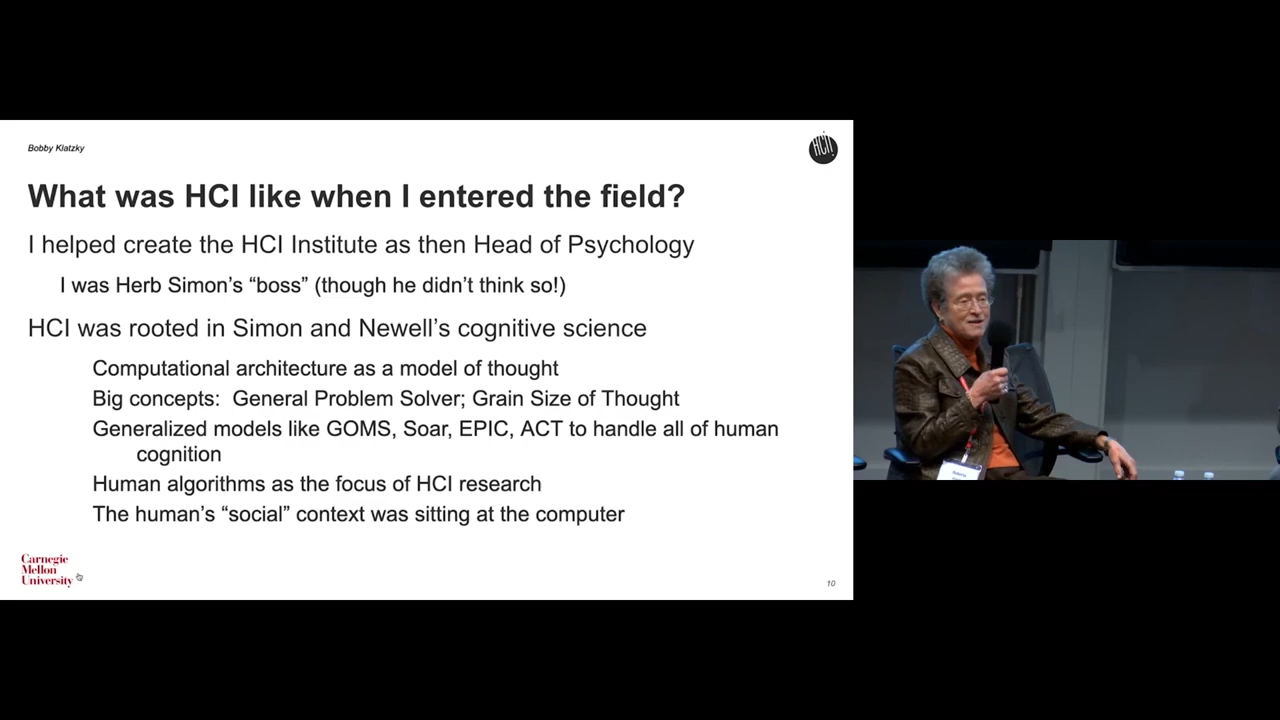 Bobby Klatzky
HCII
What was HCI like when I entered the field?
I helped create the HCI Institute as then Head of Psychology
I was Herb Simon's “boss” (though he didn't think so!)
HCI was rooted in Simon and Newell's cognitive science
Computational architecture as a model of thought
Big concepts:  General Problem Solver; Grain Size of Thought
Generalized models like GOMS, Soar, EPIC, ACT to handle all of human
cognition
Human algorithms as the focus of HCI research
The human's “social” context was sitting at the computer
Carnegie
Mellon
University
10